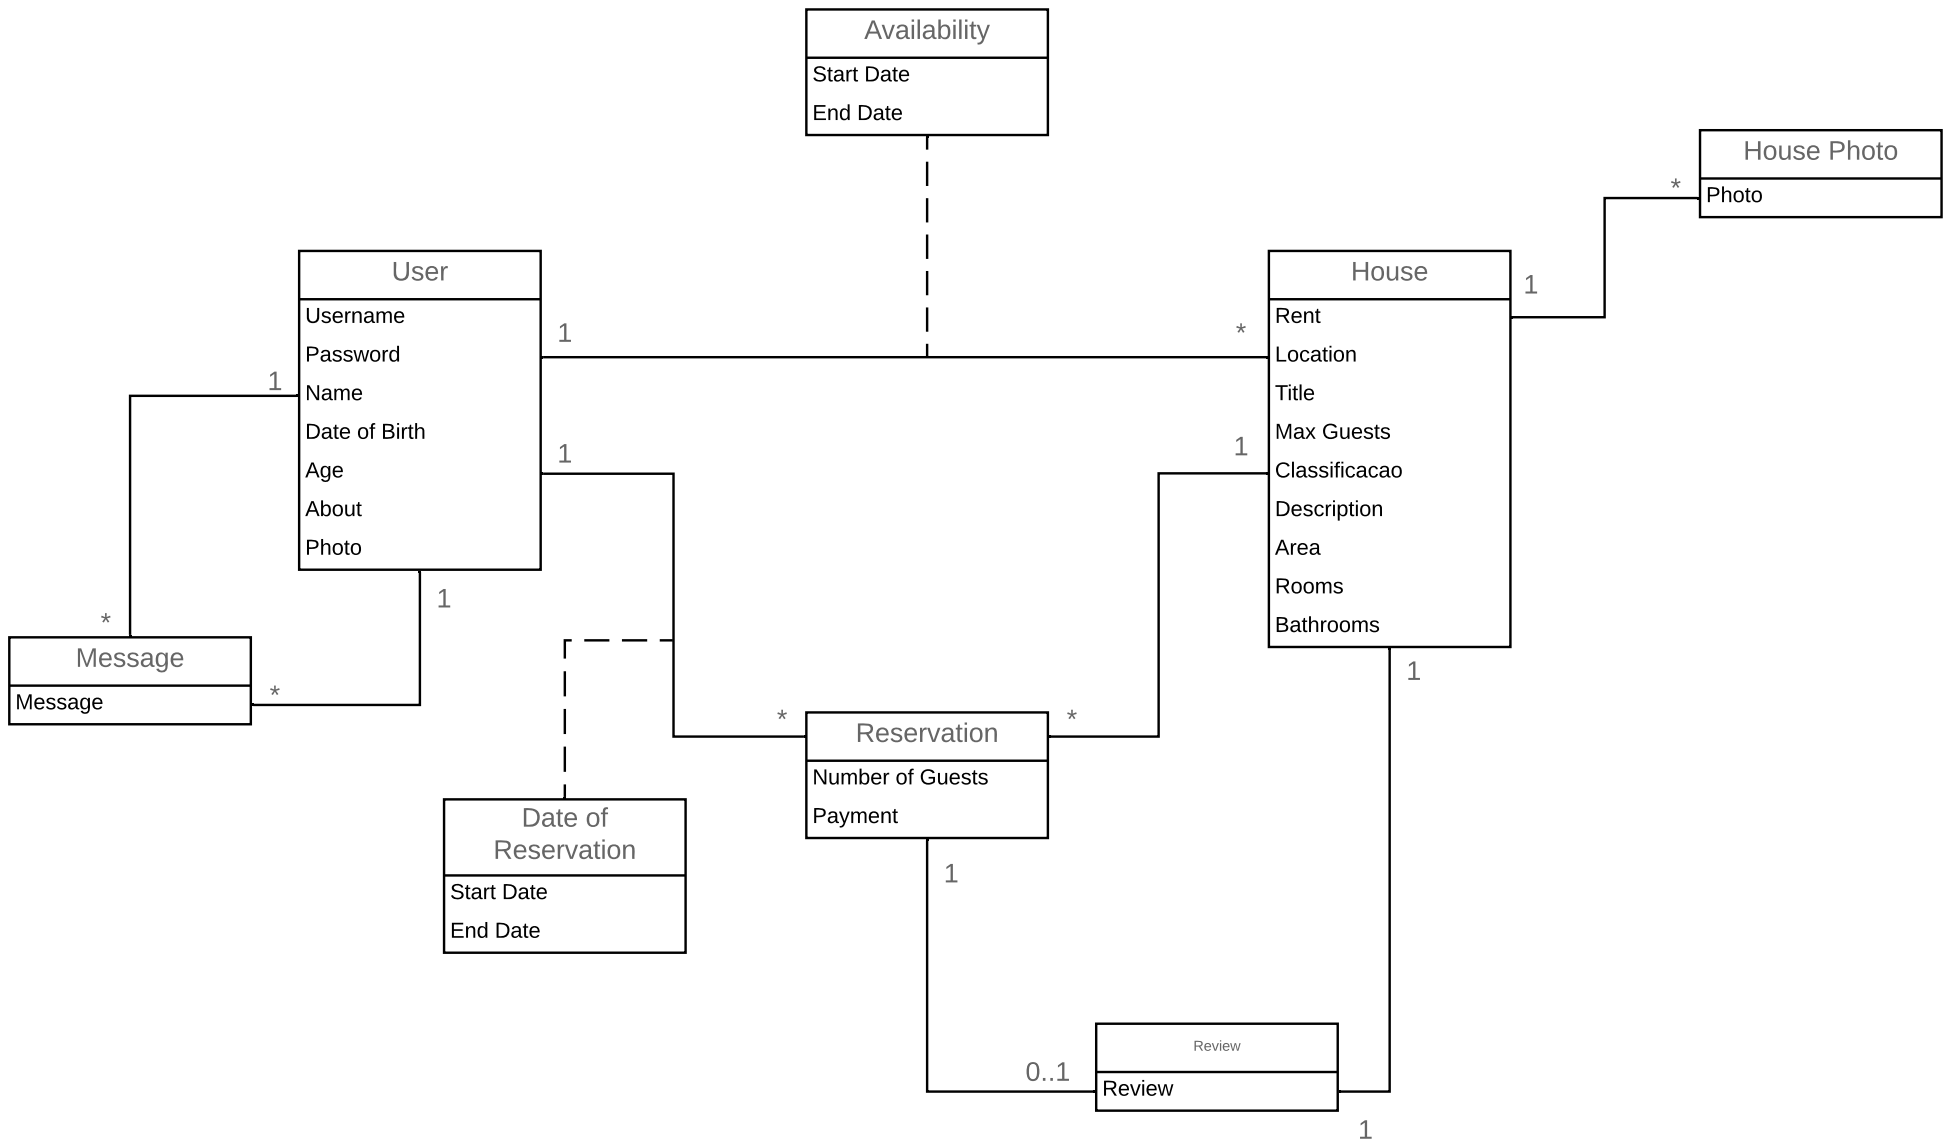 Availability
Start Date
End Date
House Photo
Photo
*
User
Username
Password
Name
Date of Birth
Age
About
Photo
House
Rent
Location
Title
Max Guests
Classificacao
Description
Area
Rooms
Bathrooms
1
1
*
1
1
1
1
*
Message
Message
*
1
*
Reservation
Number of Guests
Payment
*
Date of
Reservation
Start Date
End Date
1
0..1
Review
Review
1